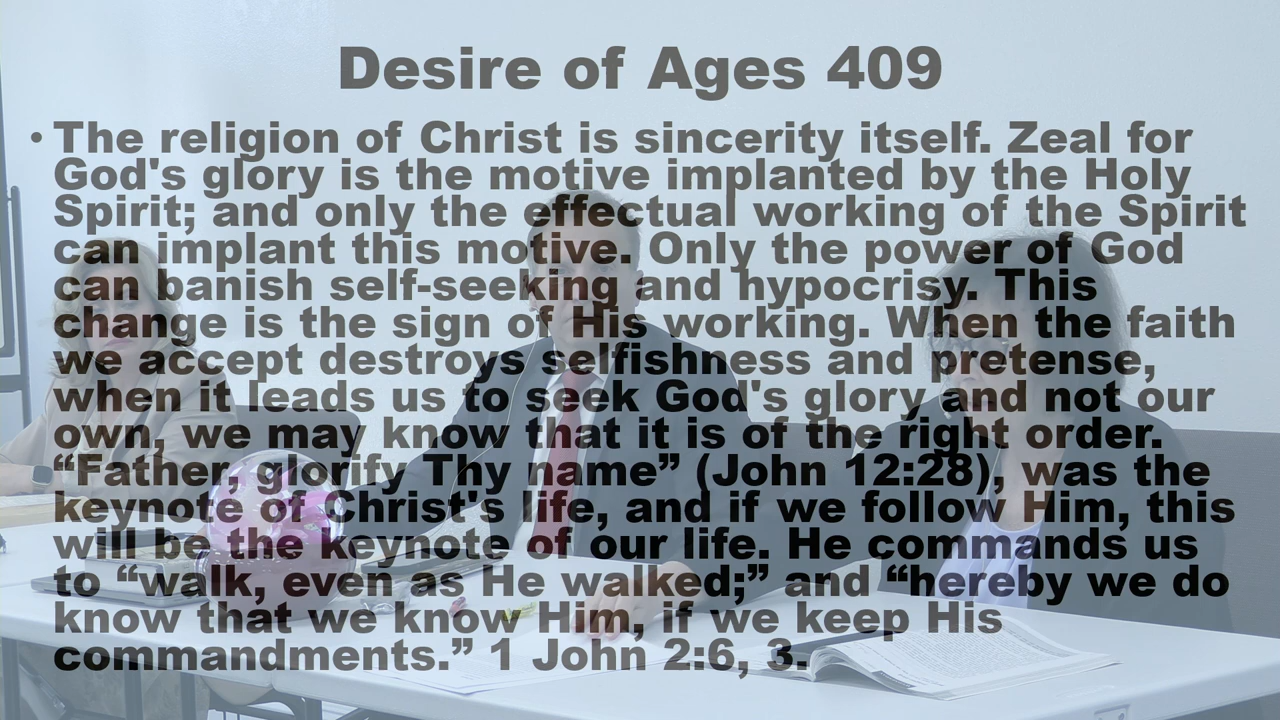 Desire of Ages 409
• The religion of Christ is sincerity itself. Zeal for
God's glory is the motive implanted by the Holy
Spirit; and only the effectual working of the Spirit
can implant this motive. Only the power of God
can banish self-seeking and hypocrisy. This
change is the sign of His working. When the faith
we accept destroys selfishness and pretense,
when it leads us to seek God's glory and not our
own, we may know that it is of the right order.
“Father, glorify Thy name” (John 12:28), was the
keynote of Christ's life, and if we follow Him, this
will be the keynote of our life. He commands us
to “walk, even as He walked;” and “hereby we do
know that we know Him, if we keep His
commandments.” 1 John 2:6, 3.